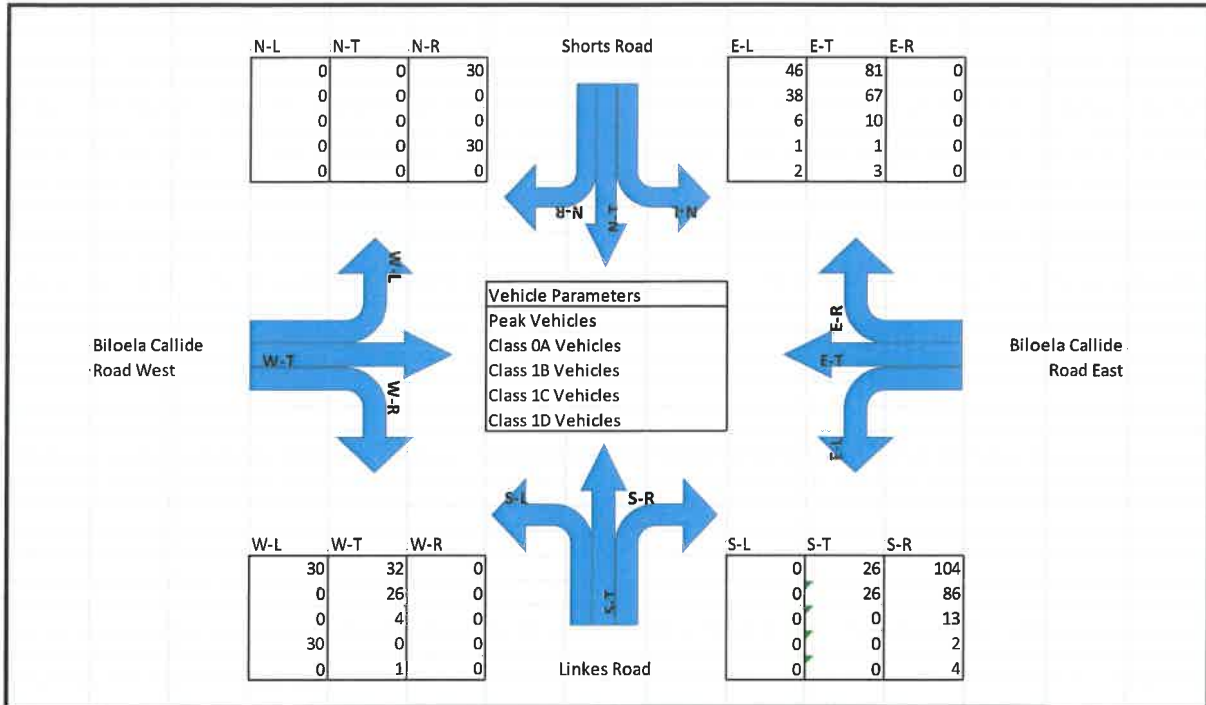 N-L N-T N-R
0 0 30
0 0 0
0 0 0
0 0 30
0 0 0
Shorts Road
E-L E-T E-R
46 81 0
38 67 0
6 10 0
1 1 0
2 3 0
N-R N-T N-L
W-L
W-T
W-R
Biloela Callide
Road West
Vehicle Parameters
Peak Vehicles
Class 0A Vehicles
Class 1B Vehicles
Class 1C Vehicles
Class 1D Vehicles
E-R
E-T
E-L
Biloela Callide
Road East
S-L S-R
S-T
W-L W-T W-R
30 32 0
0 26 0
0 4 0
30 0 0
0 1 0
Linkes Road
S-L S-T S-R
0 26 104
0 26 86
0 0 13
0 0 2
0 0 4